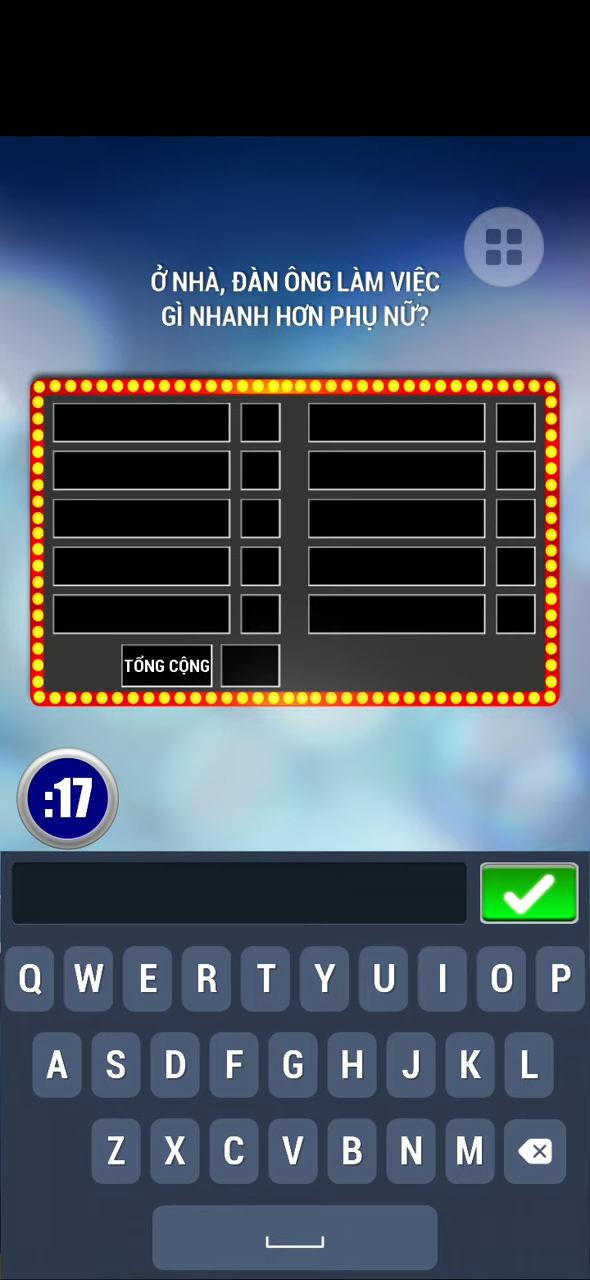 Ở NHÀ, ĐÀN ÔNG LÀM VIỆC
GÌ NHANH HƠN PHỤ NỮ?
TỔNG CỘNG
:17
Q W E R T Y U I O P
A S D F G H J K L
Z X C V B N M